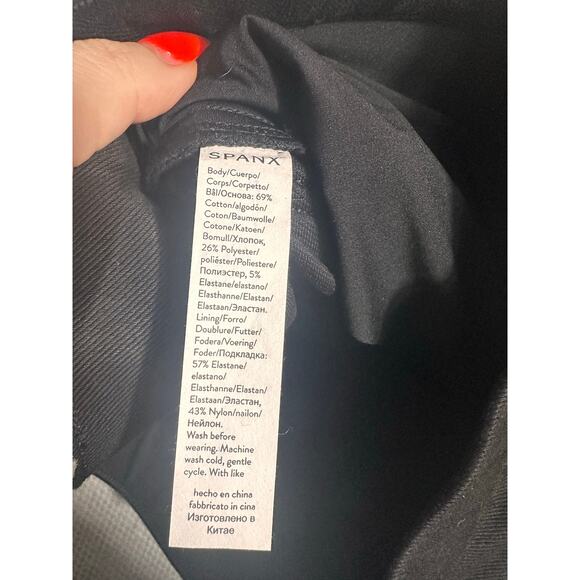 SPANX
Body/Cuerpo/
Corps/Corpetto/
Bål/Основа: 69%
Cotton/algodón/
Coton/Baumwolle/
Cotone/Katoen/
Bomull/Хлопок,
26% Polyester/
poliéster/Poliestere/
Полиэстер, 5%
Elastane/elastano/
Elasthanne/Elastan/
Elastaan/Эластан.
Lining/Forro/
Doublure/Futter/
Fodera/Voering/
Foder/Подкладка:
57% Elastane/
elastano/
Elasthanne/Elastan/
Elastaan/Эластан,
43% Nylon/nailon/
Нейлон.
Wash before
wearing. Machine
wash cold, gentle
cycle. With like
hecho en china
fabbricato in cina
Изготовлено в
Китае